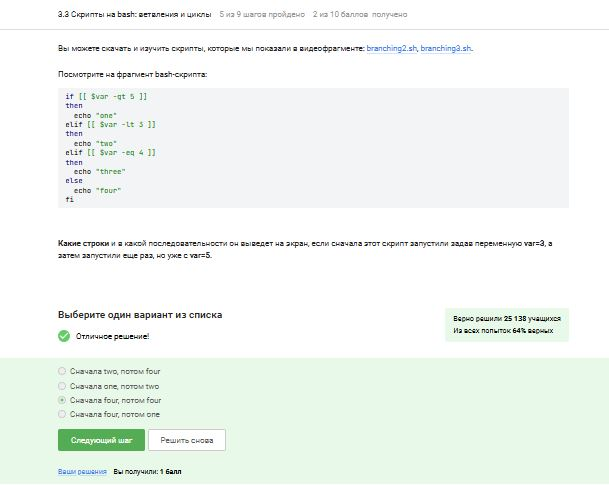 3.3 Скрипты на bash: ветвления и циклы 5 из 9 шагов пройдено 2 из 10 баллов получено
Вы можете скачать и изучить скрипты, которые мы показали в видеофрагменте: branching2.sh, branching3.sh.
Посмотрите на фрагмент bash-скрипта:
if [[ $var -gt 5 ]]
then
echo "one"
elif [[ $var -lt 3 ]]
then
echo "two"
elif [[ $var -eq 4 ]]
then
echo "three"
else
echo "four"
fi
Какие строки и в какой последовательности он выведет на экран, если сначала этот скрипт запустили задав переменную var=3, а
затем запустили еще раз, но уже с var=5.
Выберите один вариант из списка
Верно решили 25 138 учащихся
Из всех попыток 64% верных
Отличное решение!
Сначала two, потом four
Сначала one, потом two
Сначала four, потом four
Сначала four, потом one
Следующий шаг Решить снова
Ваши решения Вы получили: 1 балл